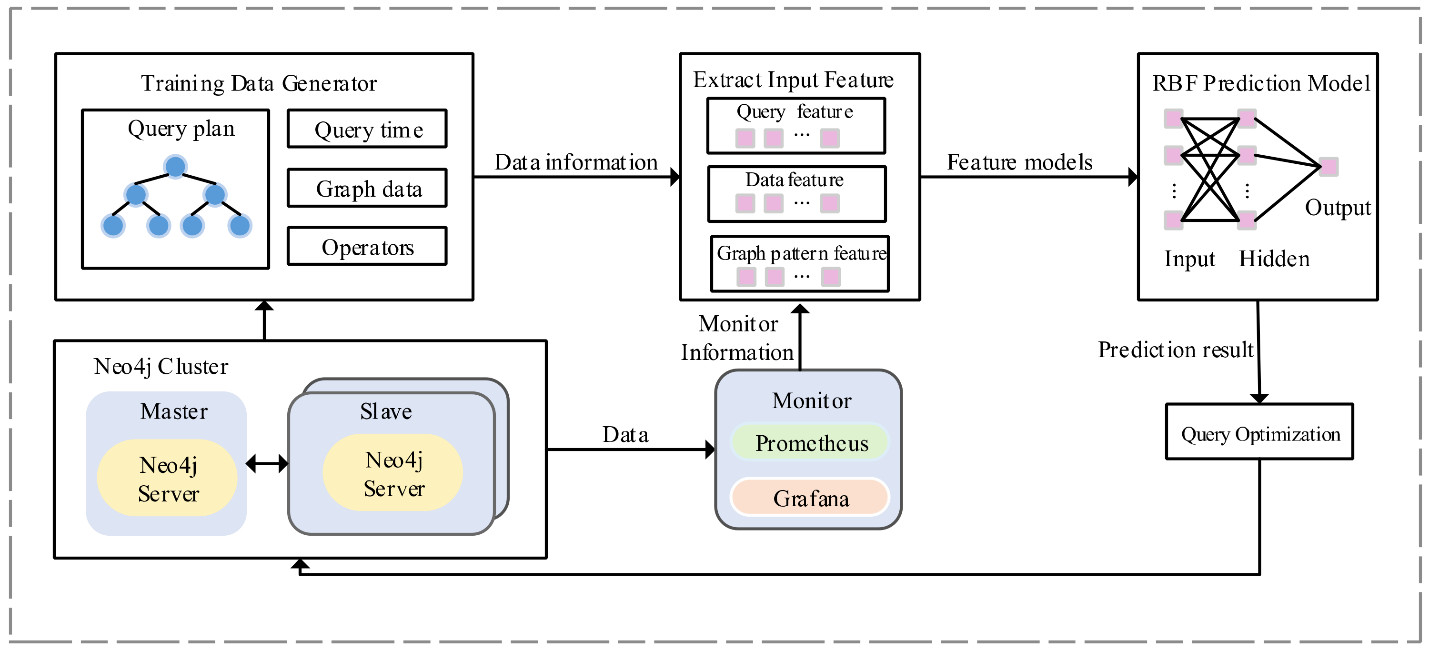 Training Data Generator
Query plan
Query time
Graph data
Operators
Data information
Extract Input Feature
Query feature
...
Data feature
...
Graph pattern feature
...
Feature models
RBF Prediction Model
Output
Input
Hidden
Neo4j Cluster
Master
Neo4j
Server
Slave
Neo4j
Server
Data
Monitor
Information
Monitor
Promethcus
Grafana
Prediction result
Query Optimization